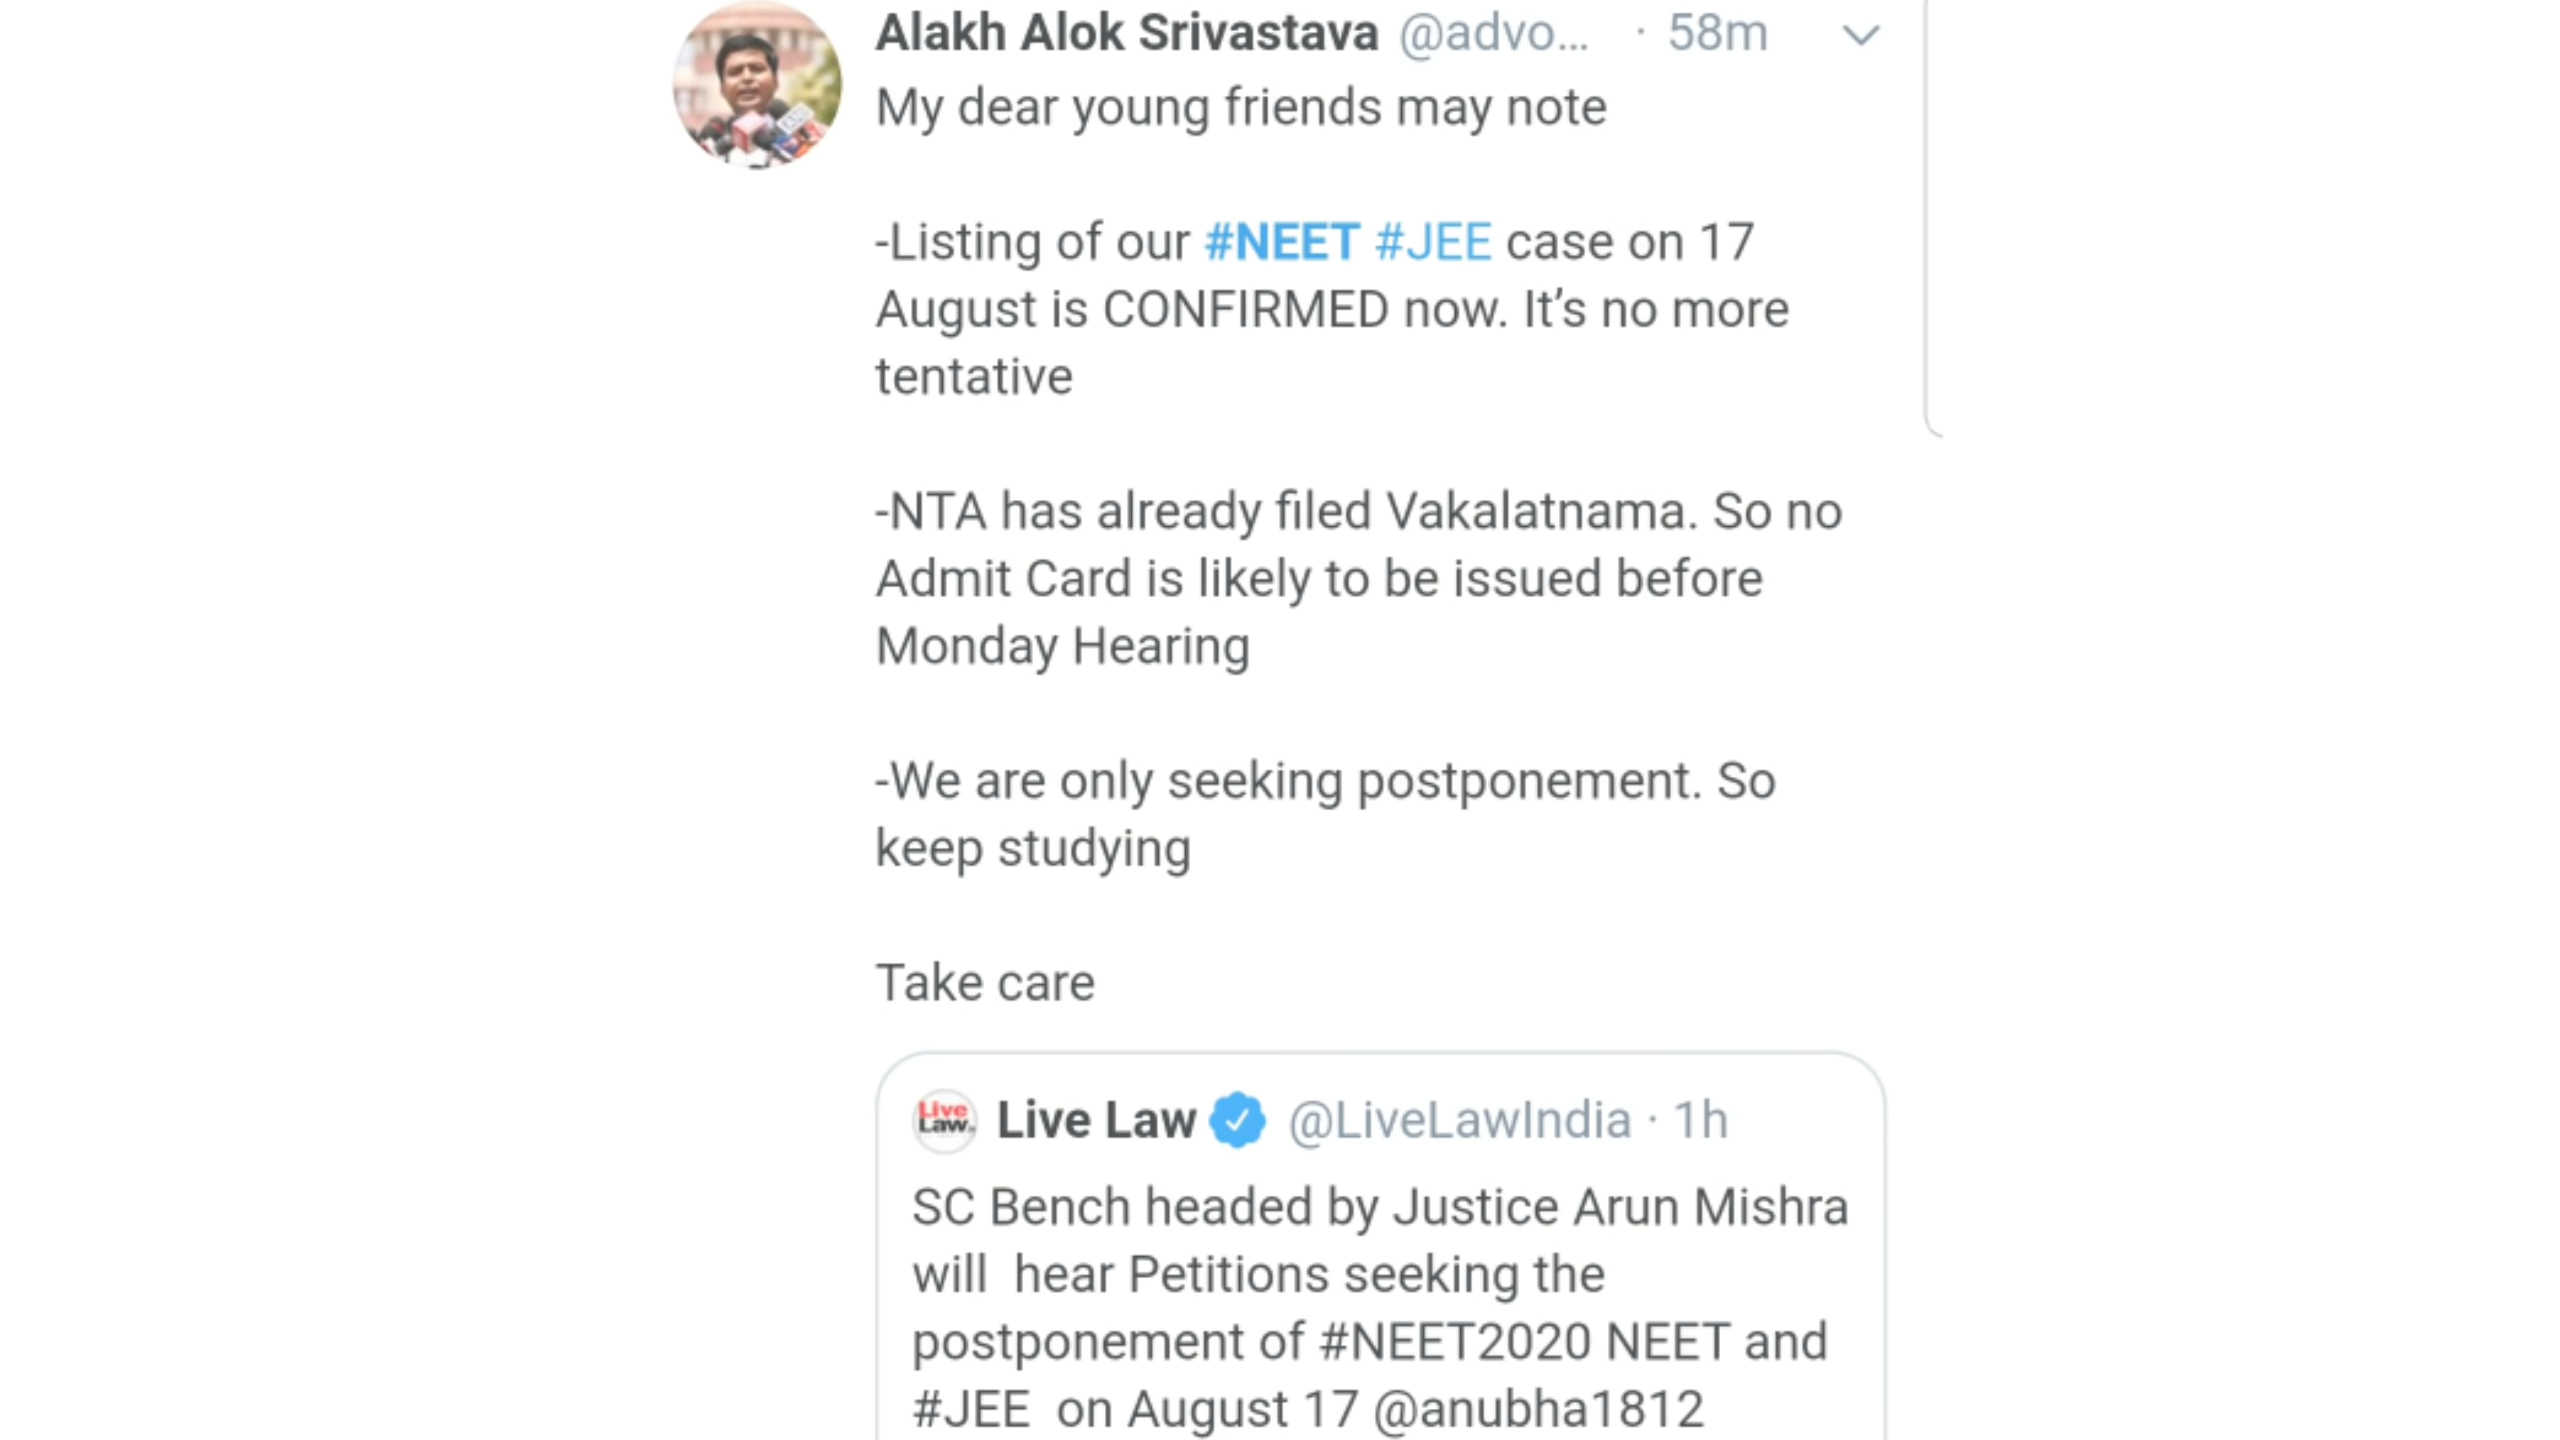 Alakh Alok Srivastava @advo... · 58m
My dear young friends may note
-Listing of our #NEET #JEE case on 17
August is CONFIRMED now. It’s no more
tentative
-NTA has already filed Vakalatnama. So no
Admit Card is likely to be issued before
Monday Hearing
-We are only seeking postponement. So
keep studying
Take care
Live Law.
Live Law @LiveLawIndia · 1h
SC Bench headed by Justice Arun Mishra
will hear Petitions seeking the
postponement of #NEET2020 NEET and
#JEE on August 17 @anubha1812